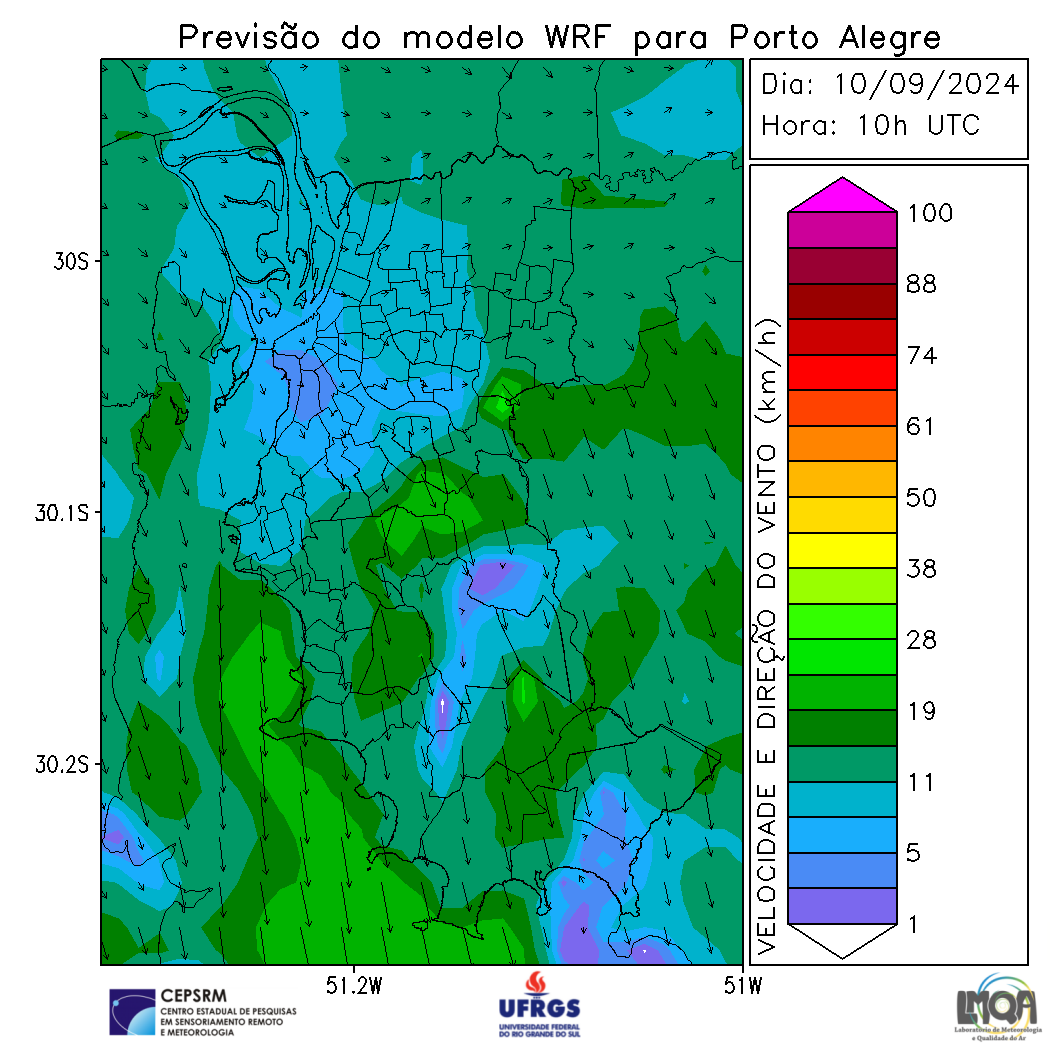 Previsão do modelo WRF para Porto Alegre
Dia: 10/09/2024
Hora: 10h UTC
30S
30.1S
30.2S
51.2W
51W
VELOCIDADE E DIREÇÃO DO VENTO (km/h)
100
88
74
61
50
38
28
19
11
5
1
CEPSRM
CENTRO ESTADUAL DE PESQUISAS
EM SENSORIAMENTO REMOTO
E METEOROLOGIA
UFRGS
UNIVERSIDADE FEDERAL
DO RIO GRANDE DO SUL
LMQA
Laboratório de Meteorologia
e Qualidade do Ar